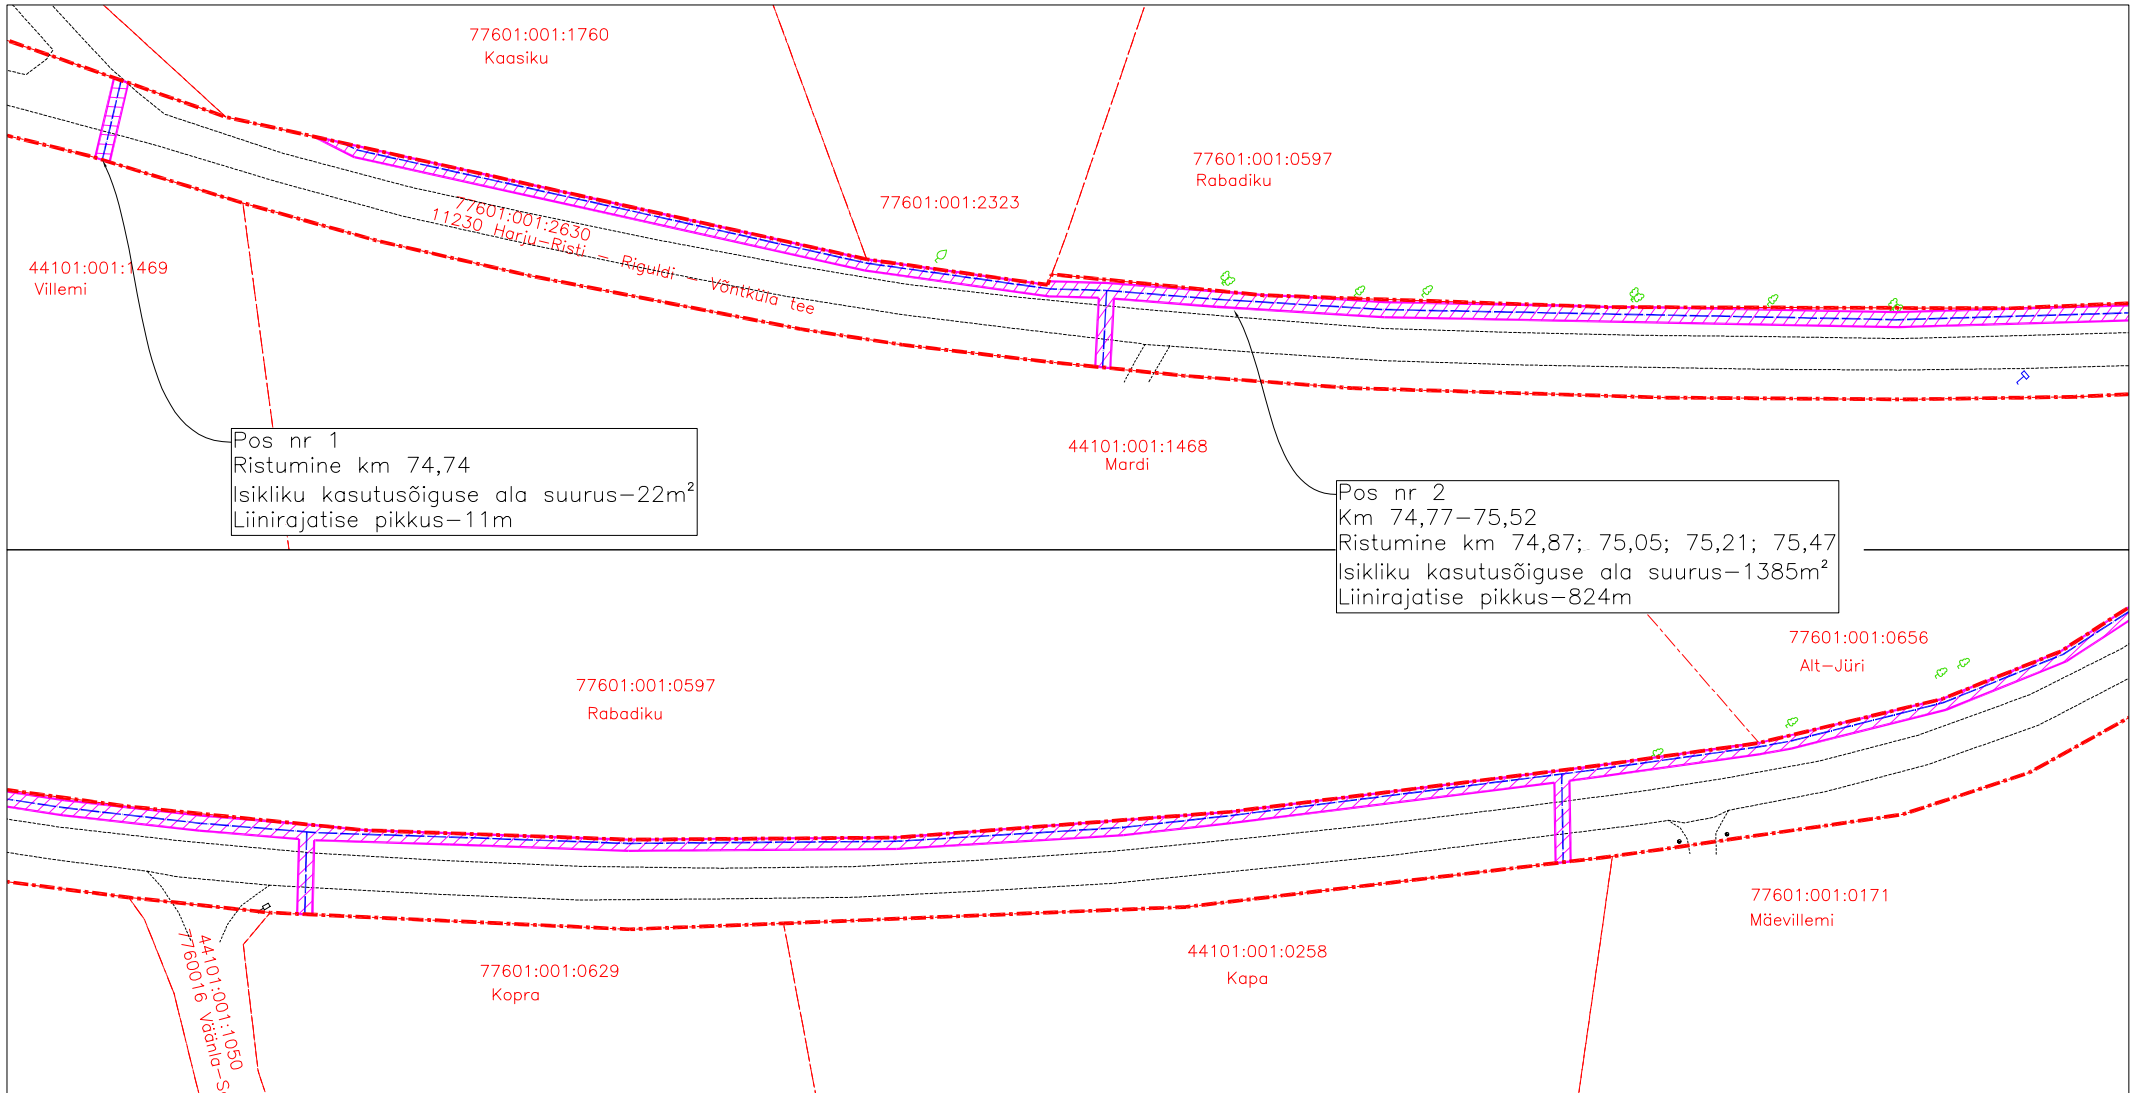 77601:001:1760
Kaasiku
77601:001:0597
Rabadiku
77601:001:2323
77601:001:2630
11230 Harju-Risti - Riguldi - Võntküla tee
44101:001:1469
Villemi
Pos nr 1
Ristumine km 74,74
Isikliku kasutusõiguse ala suurus-22m²
Liinirajatise pikkus-11m
44101:001:1468
Mardi
Pos nr 2
Km 74,77-75,52
Ristumine km 74,87; 75,05; 75,21; 75,47
Isikliku kasutusõiguse ala suurus-1385m²
Liinirajatise pikkus-824m
77601:001:0656
Alt-Jüri
77601:001:0597
Rabadiku
77601:001:0171
Mäevillemi
44101:001:0258
Kapa
77601:001:0629
Kopra
44101:001:1050
7760016 Väänla-S